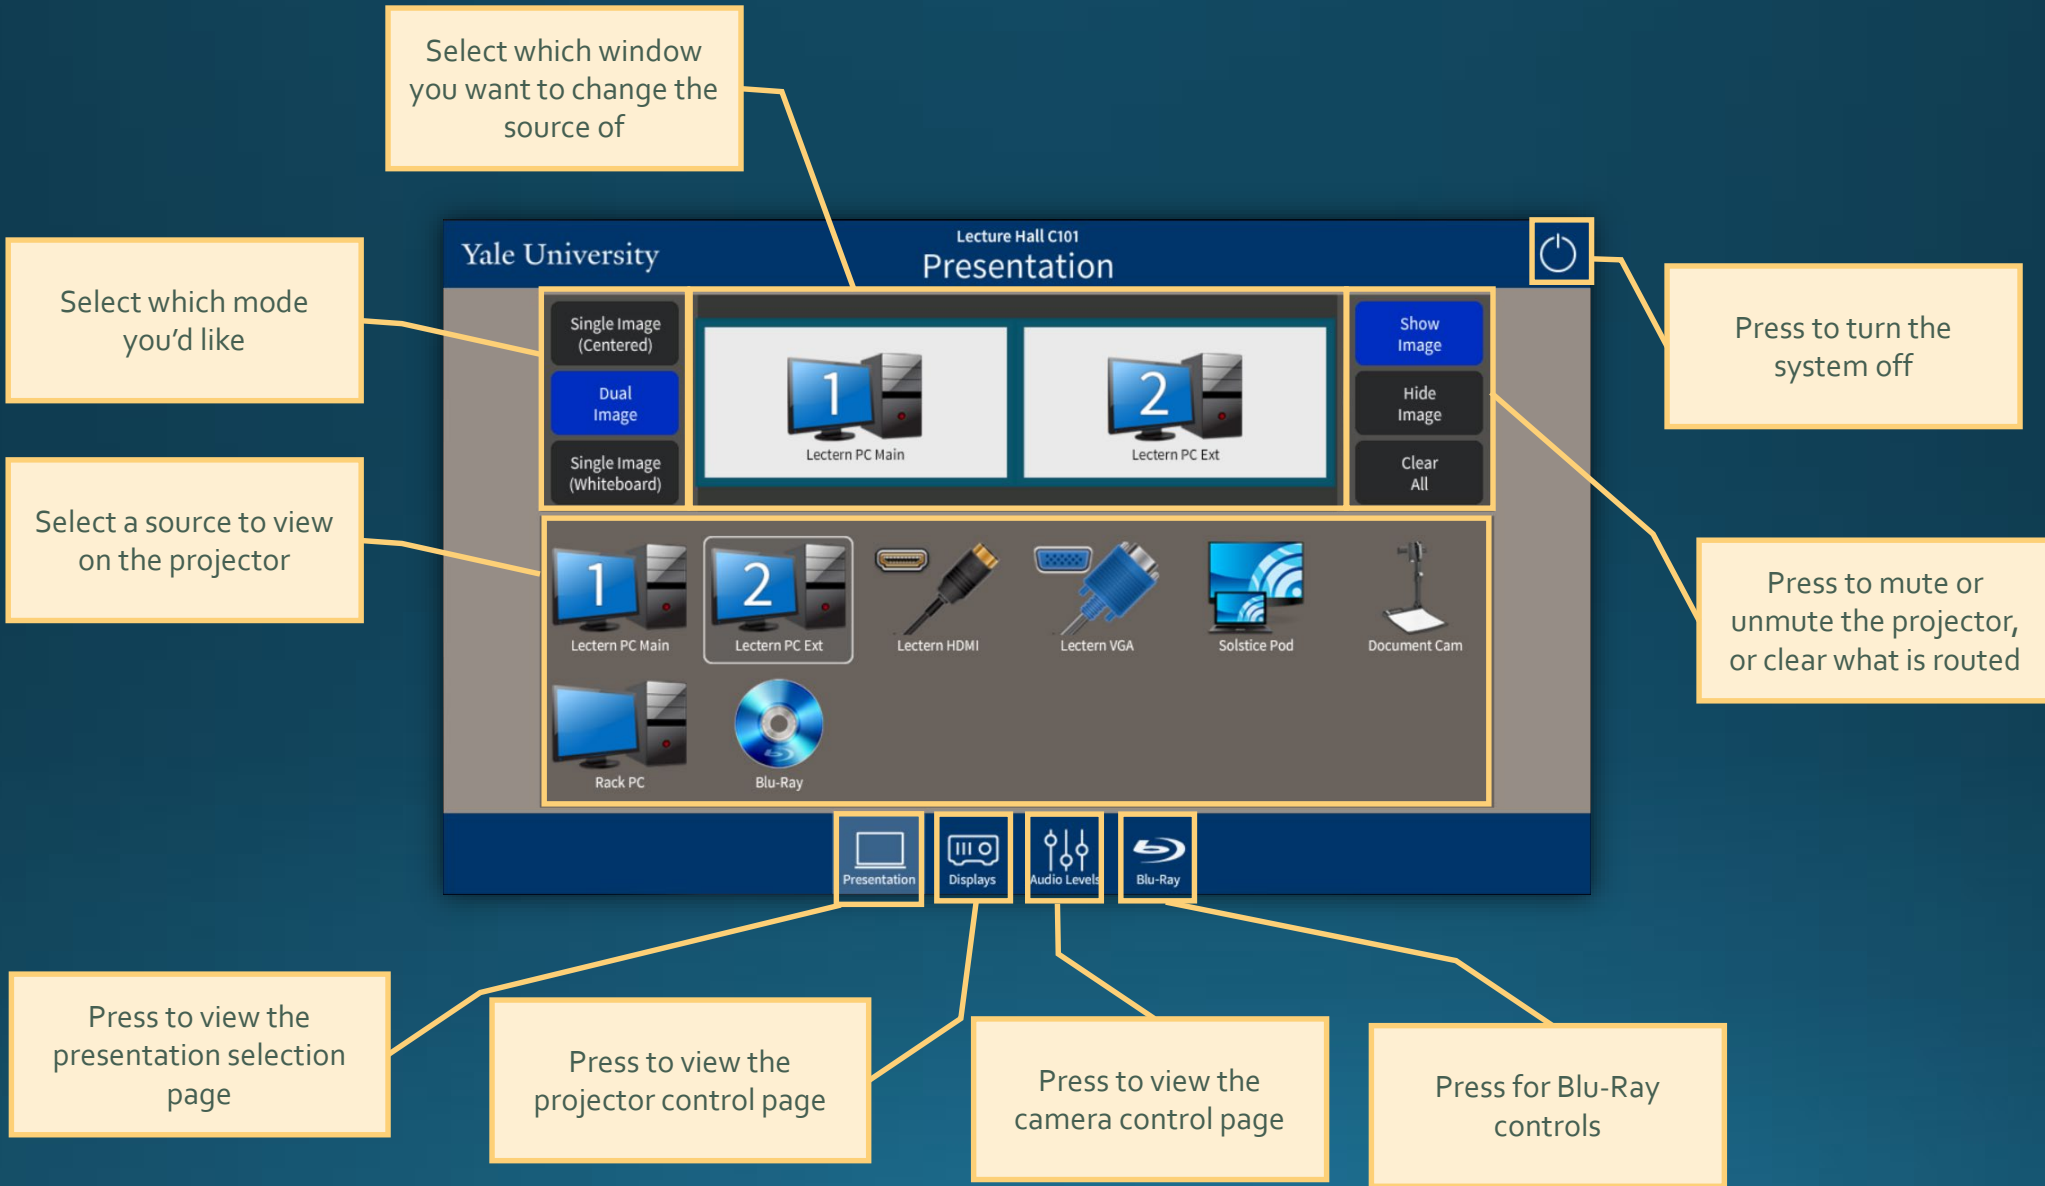 Select which window
you want to change the
source of
Select which mode
you'd like
Select a source to view
on the projector
Yale University
Lecture Hall C101
Presentation
Single Image
(Centered)
Dual
Image
Single Image
(Whiteboard)
1
Lectern PC Main
2
Lectern PC Ext
Show
Image
Hide
Image
Clear
All
1
Lectern PC Main
2
Lectern PC Ext
Lectern HDMI
Lectern VGA
Solstice Pod
Document Cam
Rack PC
Blu-Ray
Presentation
Displays
Audio Levels
Blu-Ray
Press to turn the
system off
Press to mute or
unmute the projector,
or clear what is routed
Press to view the
presentation selection
page
Press to view the
projector control page
Press to view the
camera control page
Press for Blu-Ray
controls